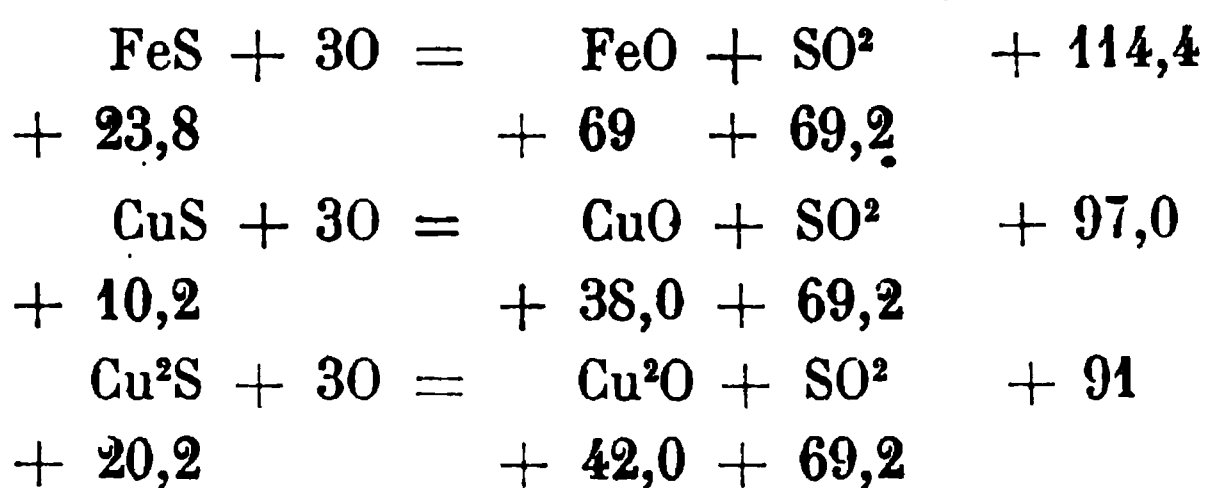 FeS + 3O = FeO + SO² + 114,4
+ 23,8 + 69 + 69,2
CuS + 3O = CuO + SO² + 97,0
+ 10,2 + 38,0 + 69,2
Cu²S + 3O = Cu²O + SO² + 91
+ 20,2 + 42,0 + 69,2